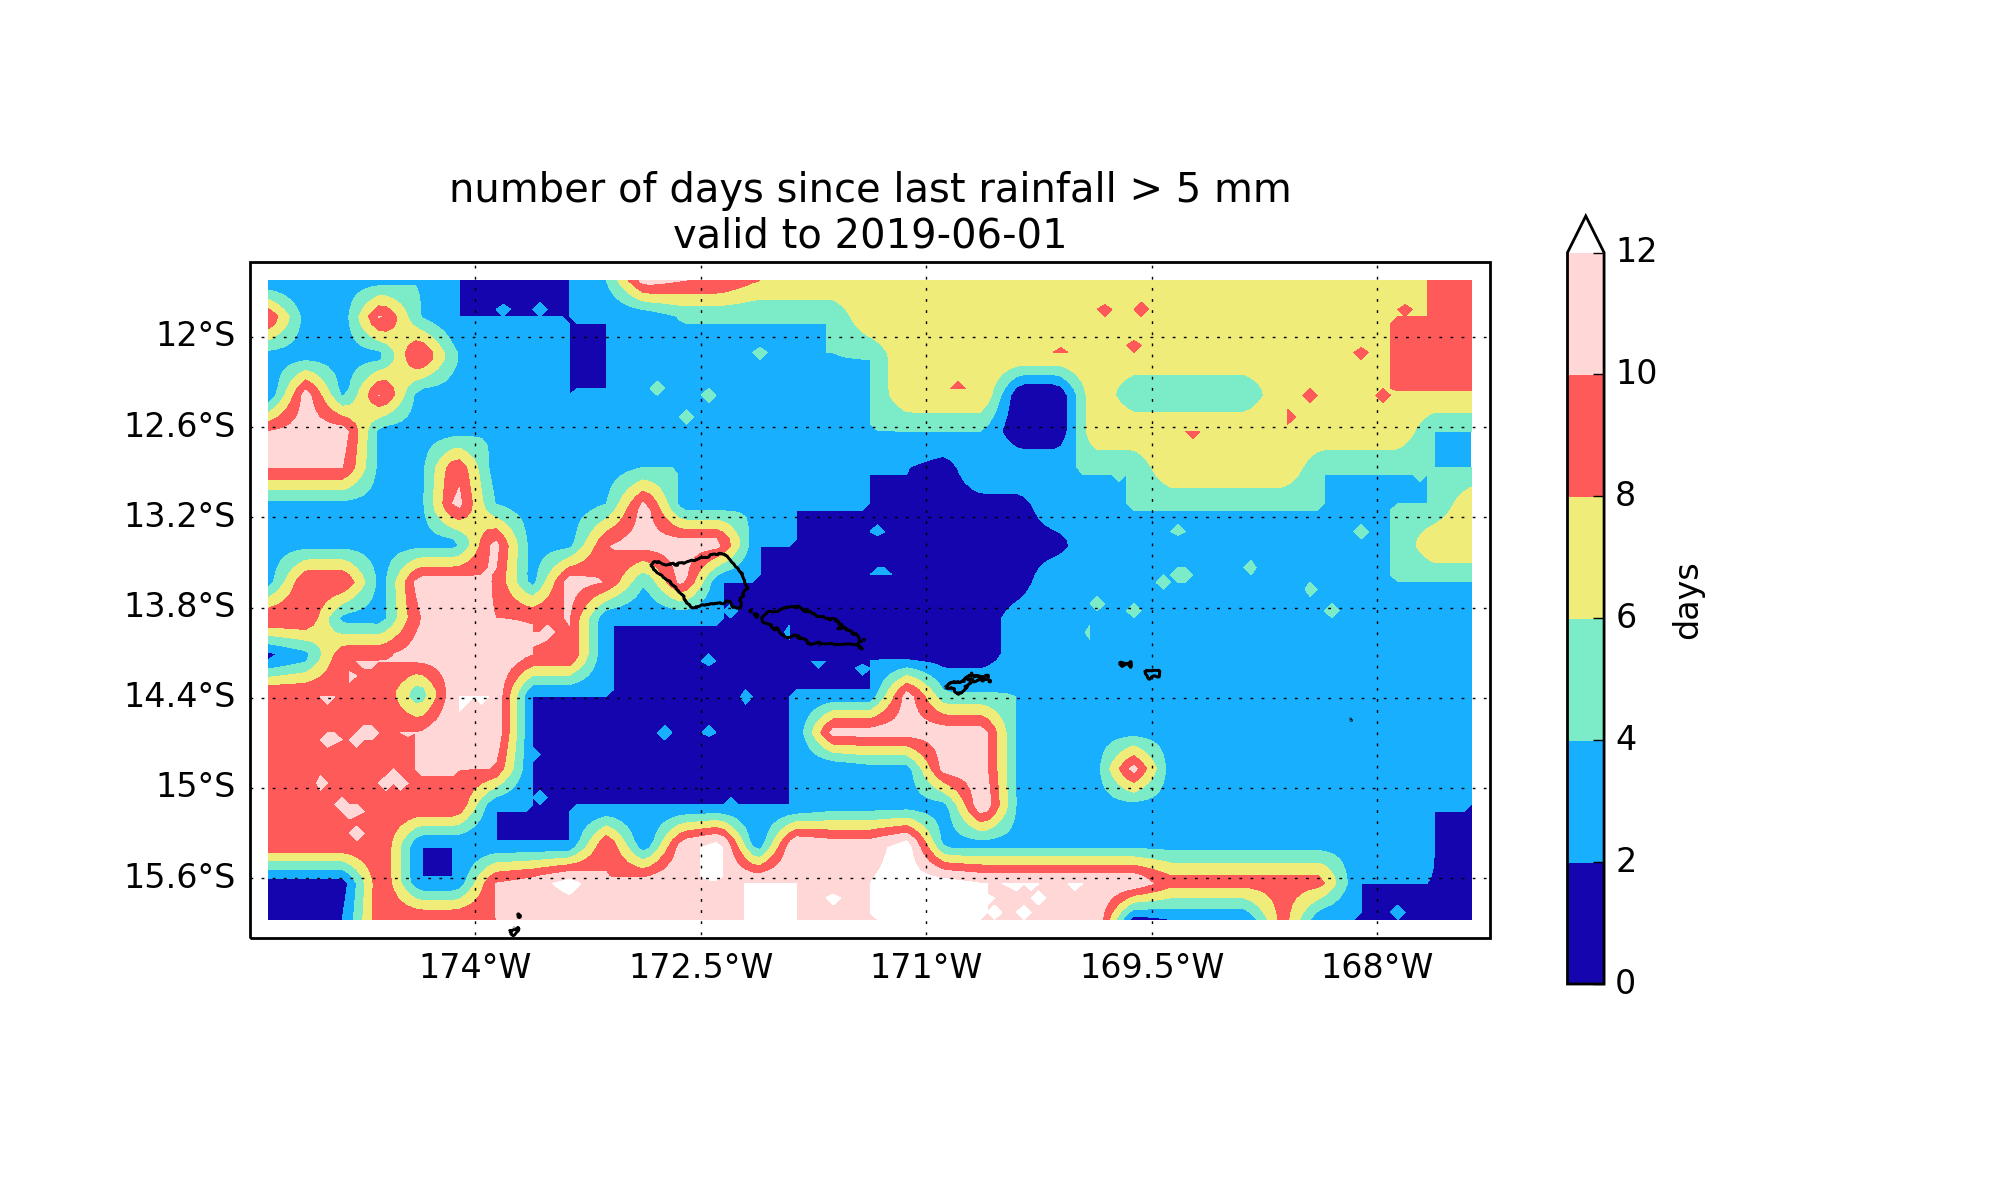 number of days since last rainfall > 5 mm
valid to 2019-06-01
12°S
12.6°S
13.2°S
13.8°S
14.4°S
15°S
15.6°S
174°W
172.5°W
171°W
169.5°W
168°W
12
10
8
6
4
2
0
days